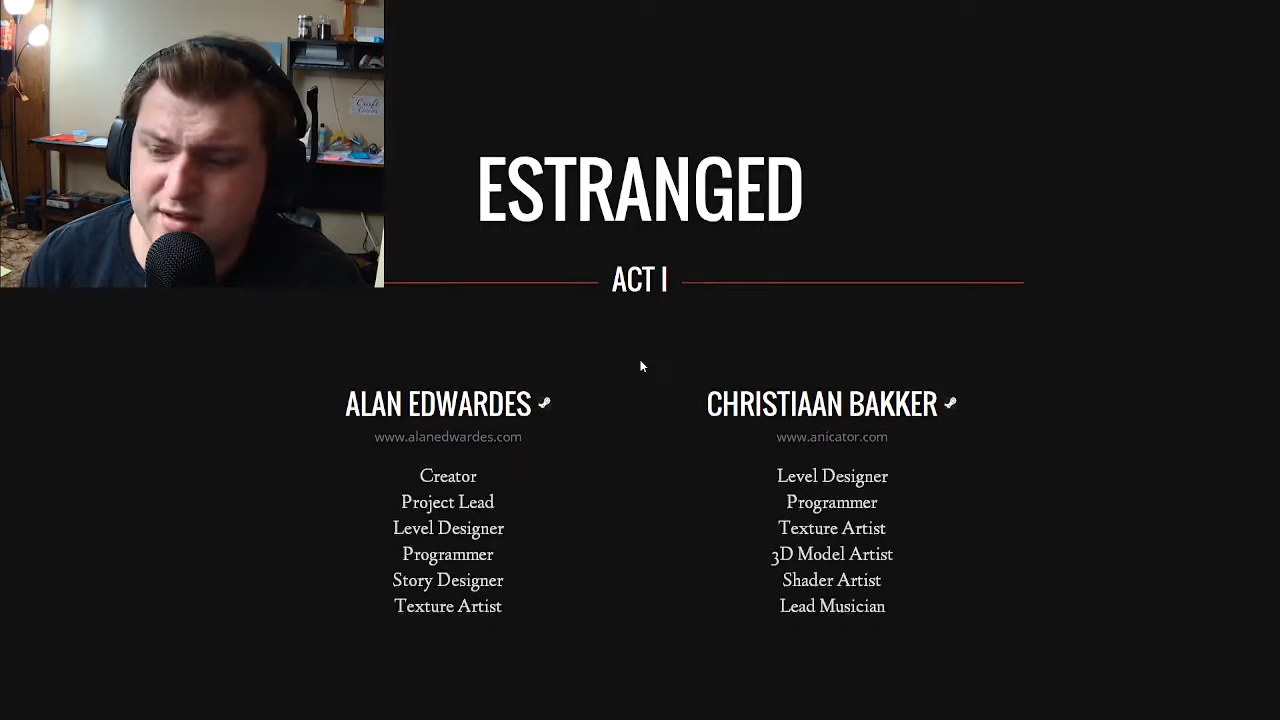 Craft
ESTRANGED
ACT I
ALAN EDWARDES
www.alanedwardes.com
Creator
Project Lead
Level Designer
Programmer
Story Designer
Texture Artist
CHRISTIAAN BAKKER
www.anicator.com
Level Designer
Programmer
Texture Artist
3D Model Artist
Shader Artist
Lead Musician